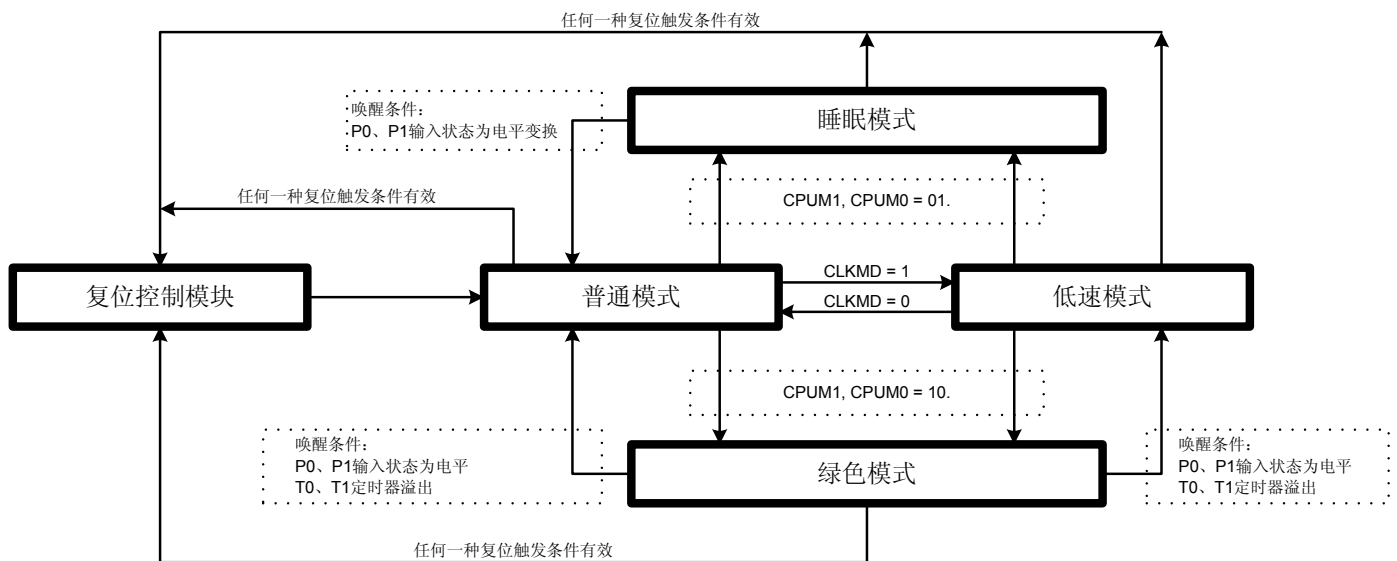 任何一种复位触发条件有效
唤醒条件：
P0、P1输入状态为电平变换
睡眠模式
任何一种复位触发条件有效
CPUM1, CPUM0 = 01.
复位控制模块
普通模式
CLKMD = 1
CLKMD = 0
低速模式
CPUM1, CPUM0 = 10.
唤醒条件：
P0、P1输入状态为电平
T0、T1定时器溢出
绿色模式
唤醒条件：
P0、P1输入状态为电平
T0、T1定时器溢出
任何一种复位触发条件有效